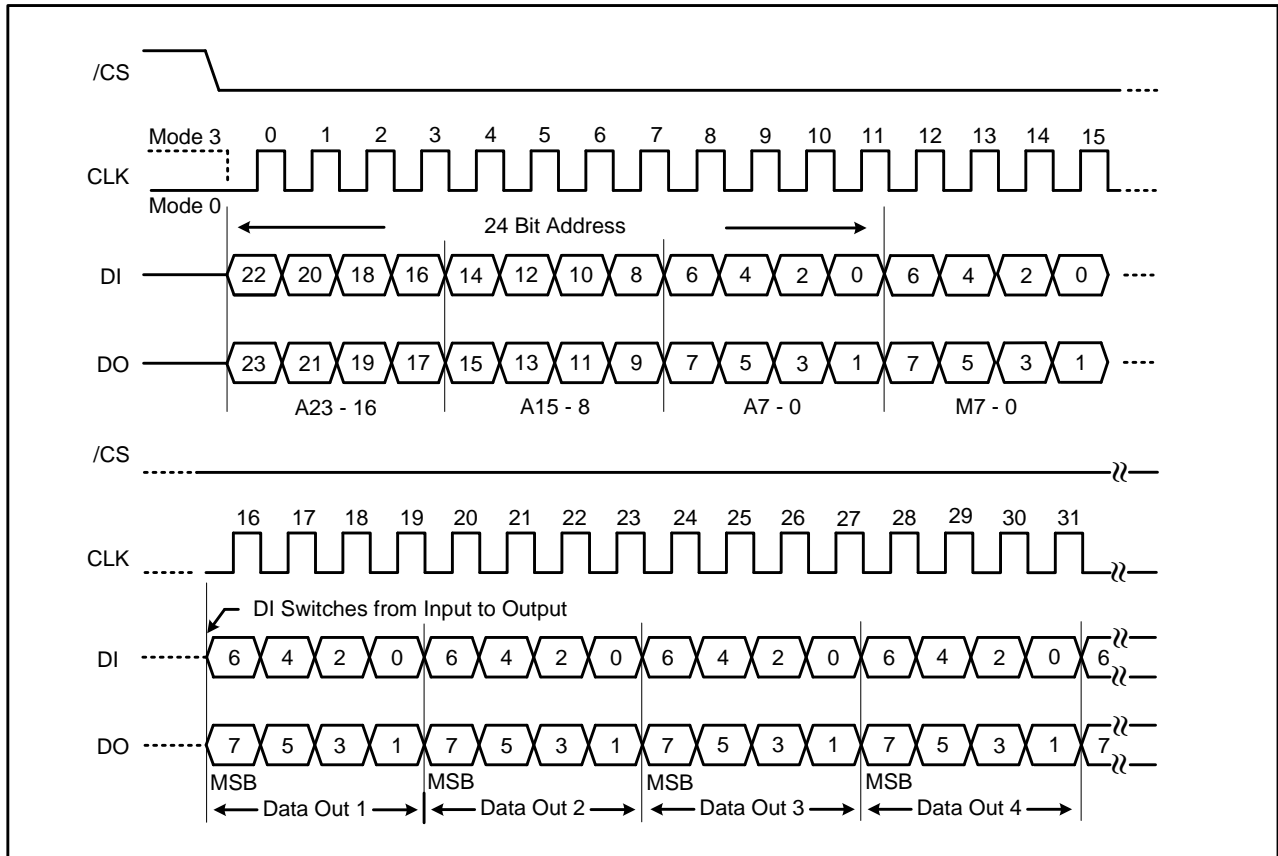 /CS
Mode 3
0 1 2 3 4 5 6 7 8 9 10 11 12 13 14 15
CLK
Mode 0
24 Bit Address
DI 22 20 18 16 14 12 10 8 6 4 2 0 6 4 2 0
DO 23 21 19 17 15 13 11 9 7 5 3 1 7 5 3 1
A23 - 16 A15 - 8 A7 - 0 M7 - 0
/CS
16 17 18 19 20 21 22 23 24 25 26 27 28 29 30 31
CLK
DI Switches from Input to Output
DI 6 4 2 0 6 4 2 0 6 4 2 0 6 4 2 0 6
DO 7 5 3 1 7 5 3 1 7 5 3 1 7 5 3 1 7
MSB MSB MSB MSB
Data Out 1 Data Out 2 Data Out 3 Data Out 4